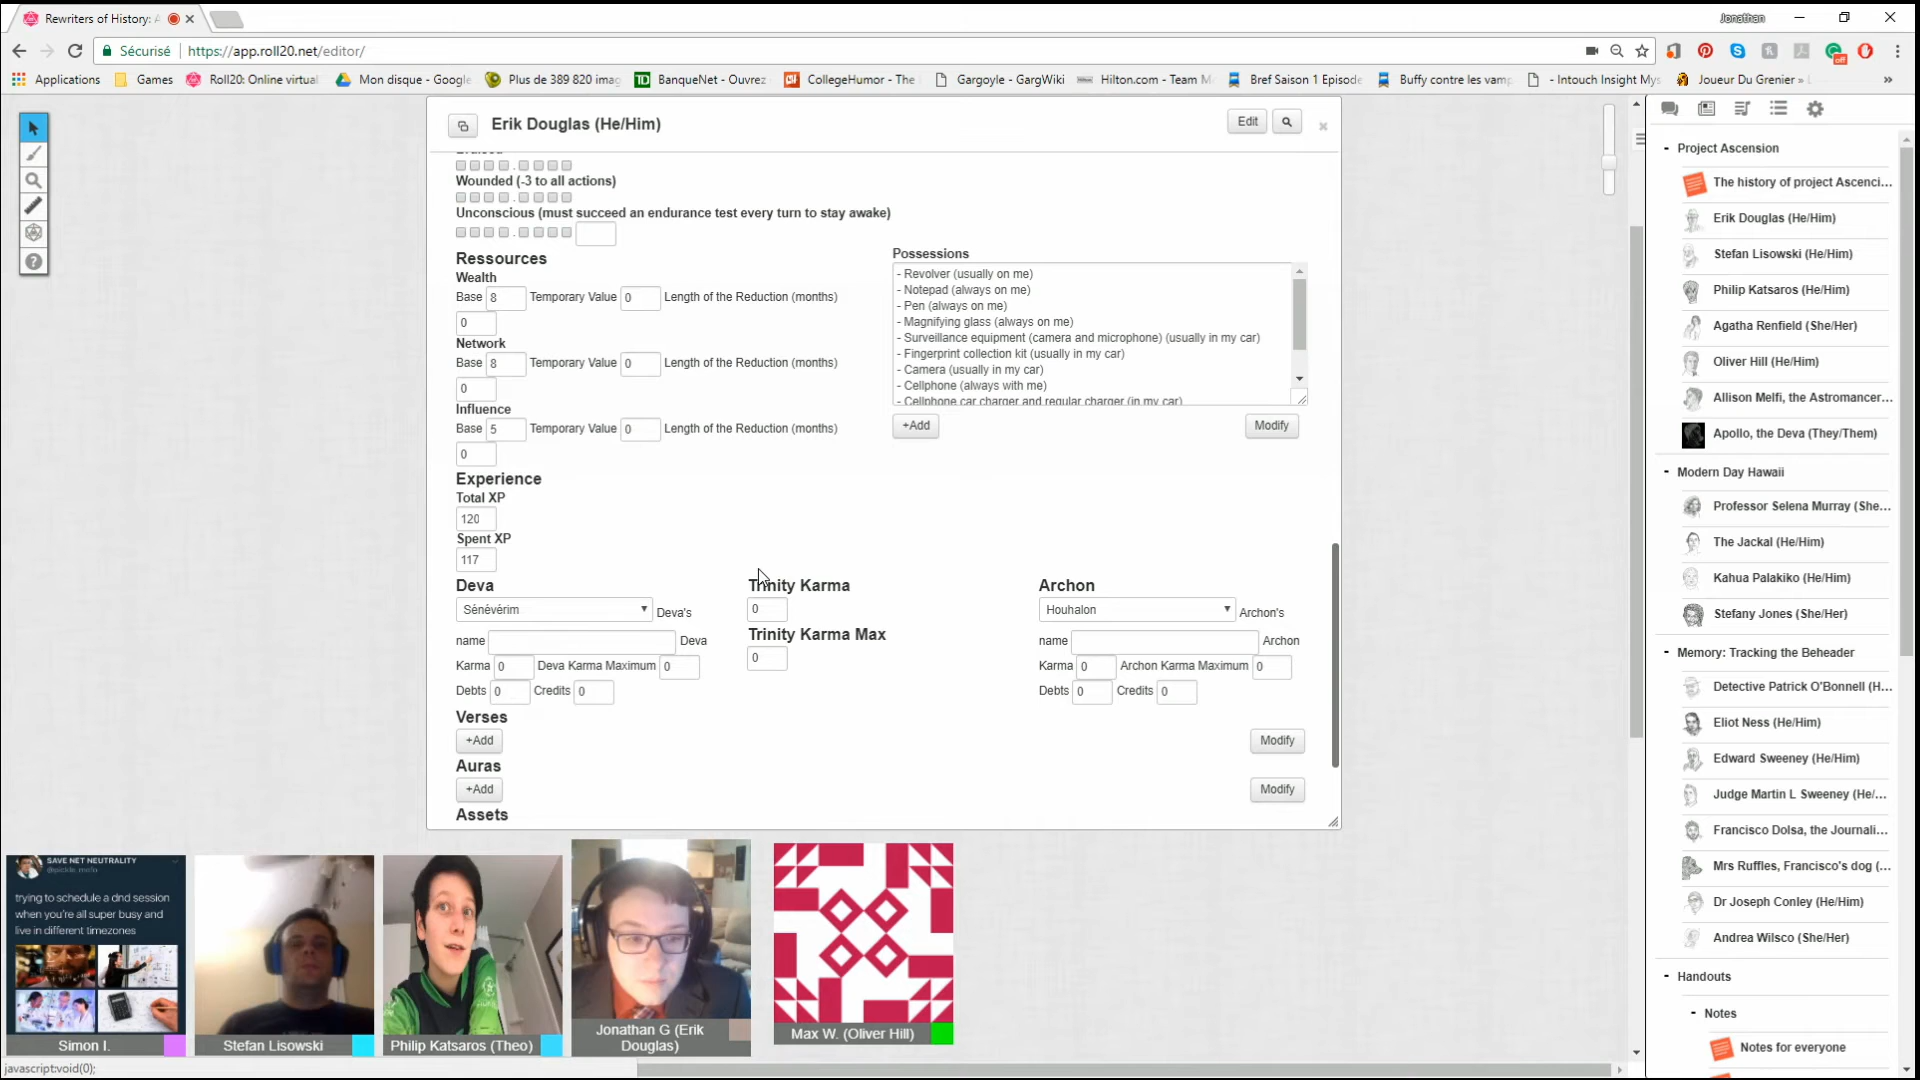 Rewriters of History: A
Jonathan
Sécurisé https://app.roll20.net/editor/
Applications Games Roll20: Online virtual Mon disque - Google Plus de 389 820 imag BanqueNet - Ouvrez CollegeHumor - The Gargoyle - GargWiki Hilton.com - Team M Bref Saison 1 Episode Buffy contre les vamp - Intouch Insight Mys Joueur Du Grenier »
off
Erik Douglas (He/Him)
Edit
Wounded (-3 to all actions)
Unconscious (must succeed an endurance test every turn to stay awake)
Ressources
Wealth
Base 8 Temporary Value 0 Length of the Reduction (months)
0
Network
Base 8 Temporary Value 0 Length of the Reduction (months)
0
Influence
Base 5 Temporary Value 0 Length of the Reduction (months)
0
Possessions
- Revolver (usually on me)
- Notepad (always on me)
- Pen (always on me)
- Magnifying glass (always on me)
- Surveillance equipment (camera and microphone) (usually in my car)
- Fingerprint collection kit (usually in my car)
- Camera (usually in my car)
- Cellphone (always with me)
- Cellphone car charger and regular charger (in my car)
+Add Modify
Experience
Total XP
120
Spent XP
117
Deva
Sénévérim Deva's
name Deva
Karma 0 Deva Karma Maximum 0
Debts 0 Credits 0
Trinity Karma
0
Trinity Karma Max
0
Archon
Houhalon Archon's
name Archon
Karma 0 Archon Karma Maximum 0
Debts 0 Credits 0
Verses
+Add Modify
Auras
+Add Modify
Assets
Project Ascension
The history of project Ascenci...
Erik Douglas (He/Him)
Stefan Lisowski (He/Him)
Philip Katsaros (He/Him)
Agatha Renfield (She/Her)
Oliver Hill (He/Him)
Allison Melfi, the Astromancer...
Apollo, the Deva (They/Them)
Modern Day Hawaii
Professor Selena Murray (She...
The Jackal (He/Him)
Kahua Palakiko (He/Him)
Stefany Jones (She/Her)
Memory: Tracking the Beheader
Detective Patrick O'Bonnell (H...
Eliot Ness (He/Him)
Edward Sweeney (He/Him)
Judge Martin L Sweeney (He/...
Francisco Dolsa, the Journali...
Mrs Ruffles, Francisco's dog (...
Dr Joseph Conley (He/Him)
Andrea Wilsco (She/Her)
Handouts
Notes
Notes for everyone
SAVE NET NEUTRALITY
trying to schedule a dnd session
when you're all super busy and
live in different timezones
Simon I.
Stefan Lisowski
Philip Katsaros (Theo)
Jonathan G (Erik
Douglas)
Max W. (Oliver Hill)
javascript:void(0);